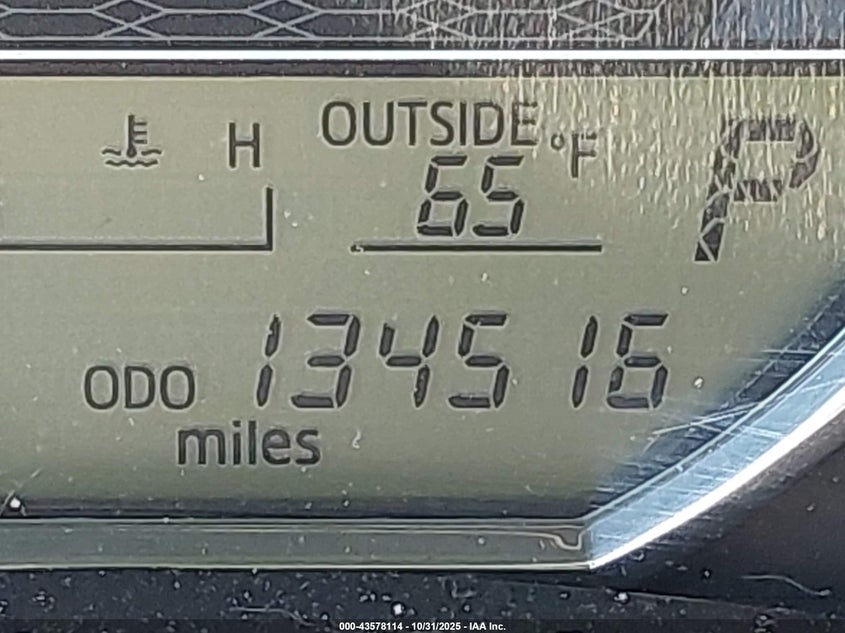 H
OUTSIDE
65 °F
P
ODO 134516
miles
000-43578114 - 10/31/2025 - IAA Inc.